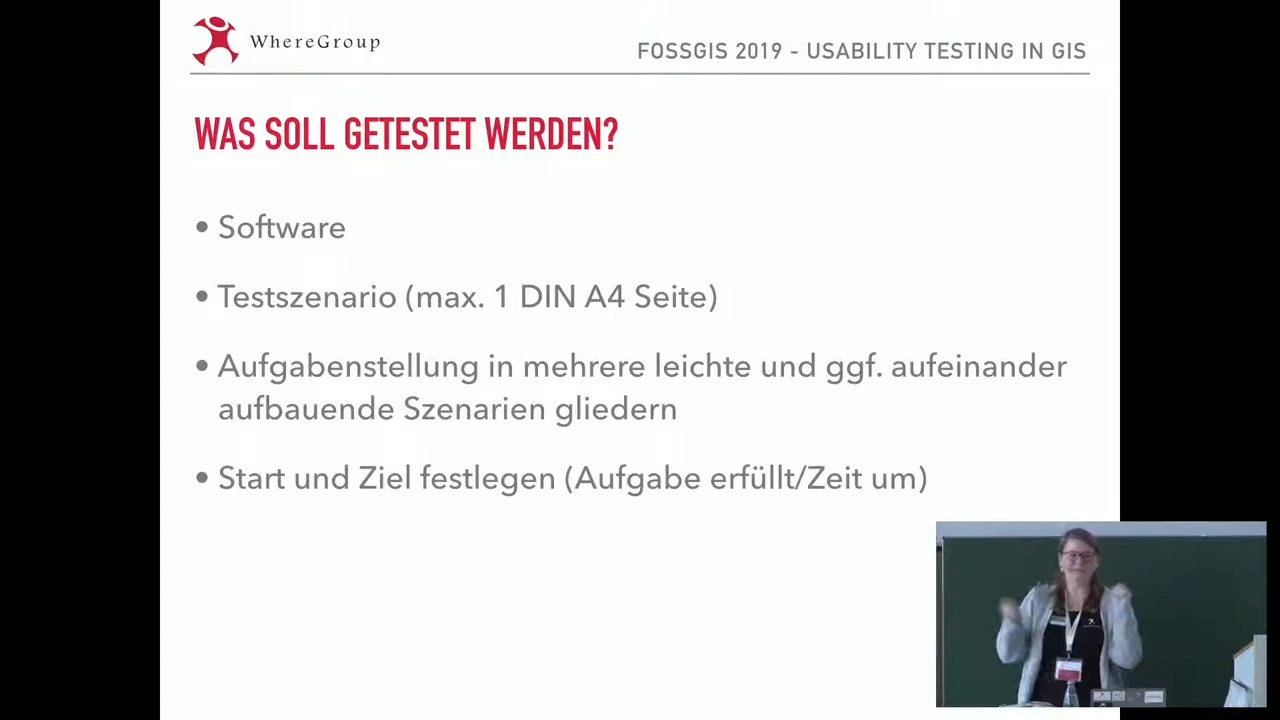 WhereGroup
FOSSGIS 2019 - USABILITY TESTING IN GIS
WAS SOLL GETESTET WERDEN?
• Software
• Testszenario (max. 1 DIN A4 Seite)
• Aufgabenstellung in mehrere leichte und ggf. aufeinander
aufbauende Szenarien gliedern
• Start und Ziel festlegen (Aufgabe erfüllt/Zeit um)